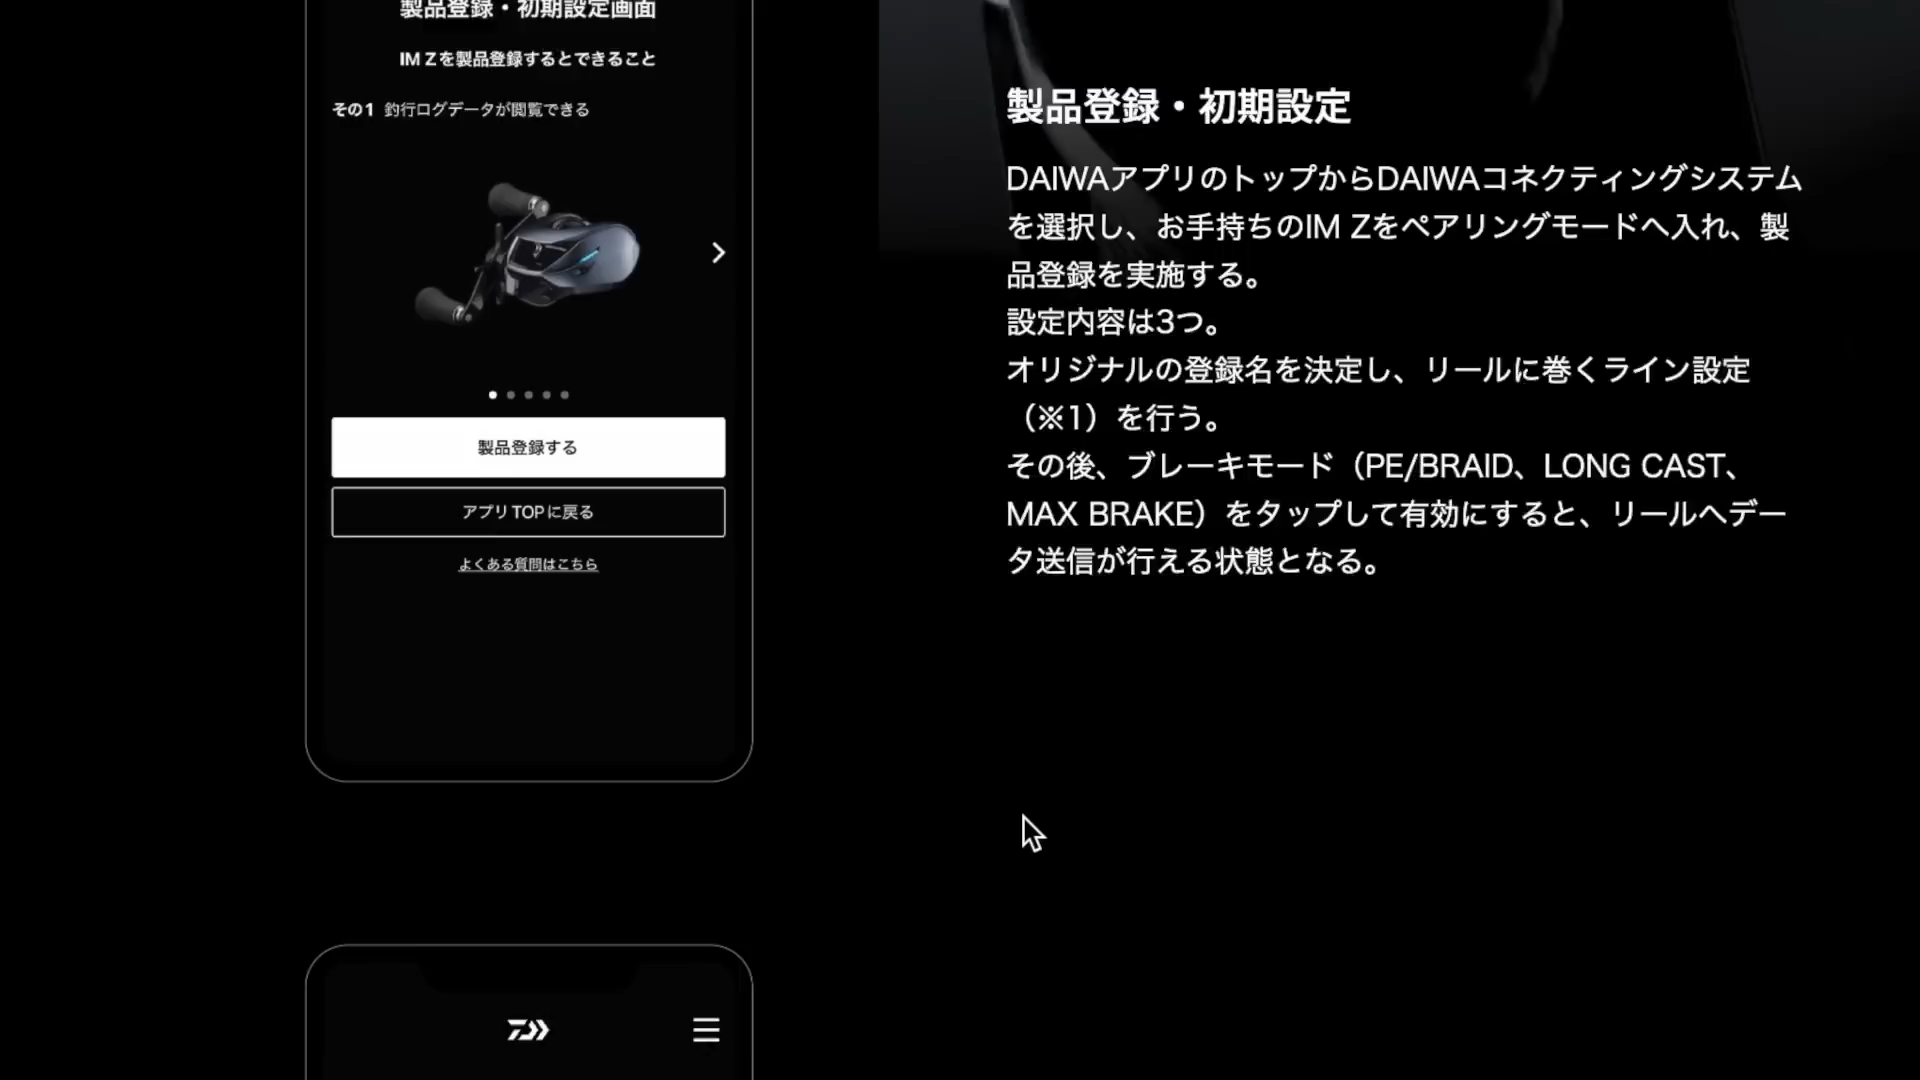 製品登録・初期設定画面
IM Zを製品登録するとできること
その1 釣行ログデータが閲覧できる
製品登録する
アプリTOPに戻る
よくある質問はこちら
製品登録・初期設定
DAIWAアプリのトップからDAIWAコネクティングシステム
を選択し、お手持ちのIM Zをペアリングモードへ入れ、製
品登録を実施する。
設定内容は3つ。
オリジナルの登録名を決定し、リールに巻くライン設定
（※1）を行う。
その後、ブレーキモード（PE/BRAID、LONG CAST、
MAX BRAKE）をタップして有効にすると、リールへデー
タ送信が行える状態となる。